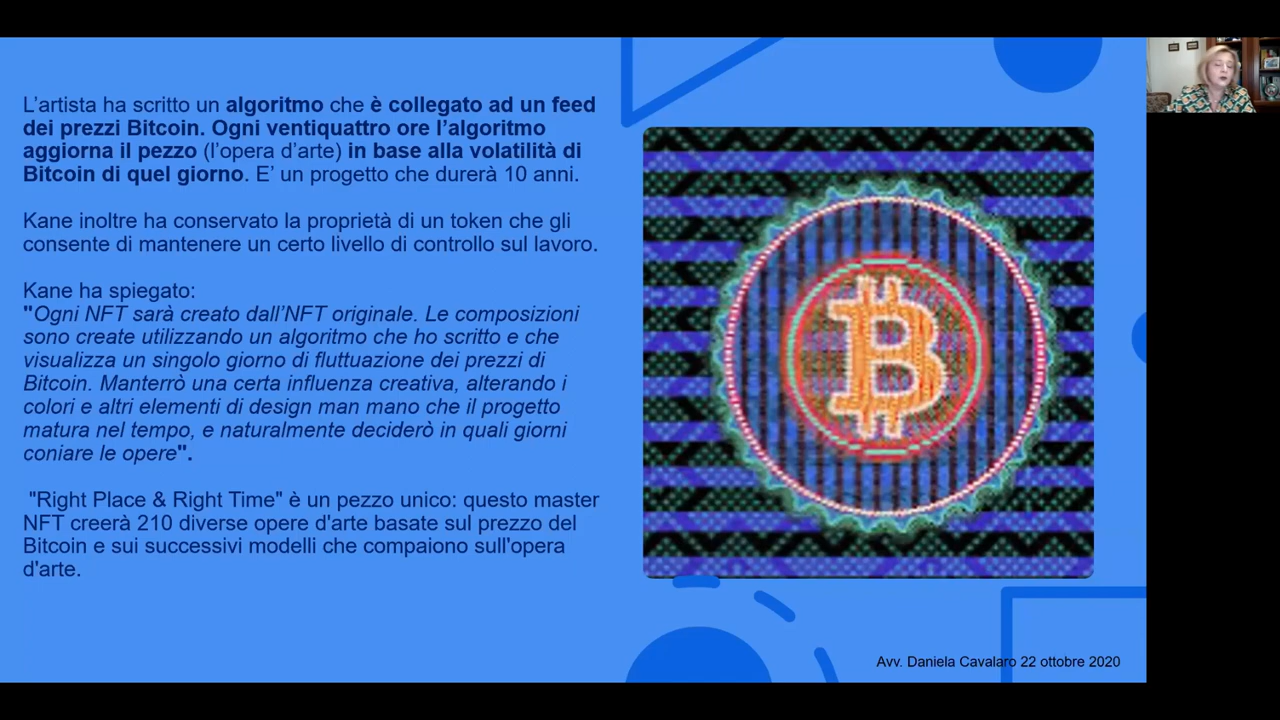 L'artista ha scritto un algoritmo che è collegato ad un feed
dei prezzi Bitcoin. Ogni ventiquattro ore l'algoritmo
aggiorna il pezzo (l'opera d'arte) in base alla volatilità di
Bitcoin di quel giorno. E' un progetto che durerà 10 anni.
Kane inoltre ha conservato la proprietà di un token che gli
consente di mantenere un certo livello di controllo sul lavoro.
Kane ha spiegato:
"Ogni NFT sarà creato dall'NFT originale. Le composizioni
sono create utilizzando un algoritmo che ho scritto e che
visualizza un singolo giorno di fluttuazione dei prezzi di
Bitcoin. Manterrò una certa influenza creativa, alterando i
colori e altri elementi di design man mano che il progetto
matura nel tempo, e naturalmente deciderò in quali giorni
coniare le opere".
"Right Place & Right Time" è un pezzo unico: questo master
NFT creerà 210 diverse opere d'arte basate sul prezzo del
Bitcoin e sui successivi modelli che compaiono sull'opera
d'arte.
Avv. Daniela Cavalaro 22 ottobre 2020